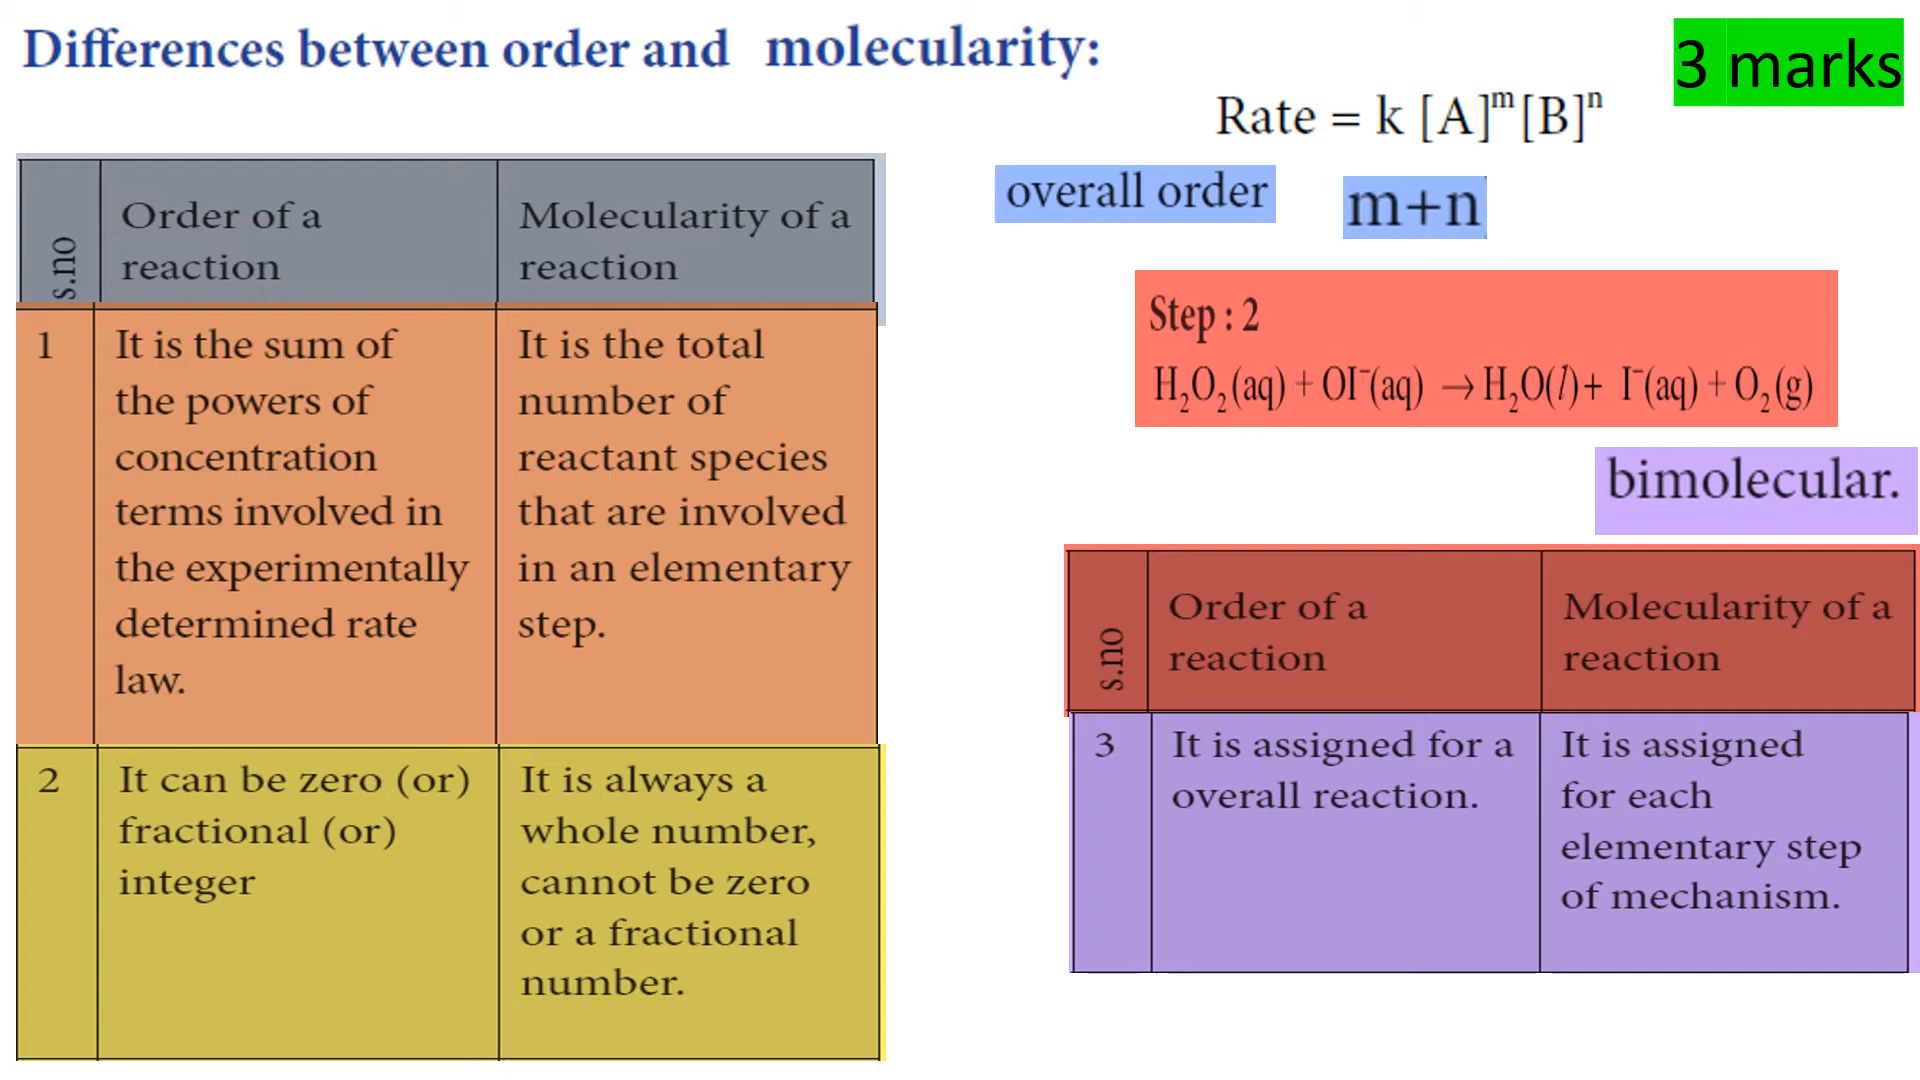 Differences between order and molecularity:
3 marks
Rate = k [A]ᵐ[B]ⁿ
overall order m+n
s.no
Order of a
reaction
Molecularity of a
reaction
1
It is the sum of
the powers of
concentration
terms involved in
the experimentally
determined rate
law.
It is the total
number of
reactant species
that are involved
in an elementary
step.
2
It can be zero (or)
fractional (or)
integer
It is always a
whole number,
cannot be zero
or a fractional
number.
Step : 2
H₂O₂(aq) + OI⁻(aq) → H₂O(l) + I⁻(aq) + O₂(g)
bimolecular.
s.no
Order of a
reaction
Molecularity of a
reaction
3
It is assigned for a
overall reaction.
It is assigned
for each
elementary step
of mechanism.